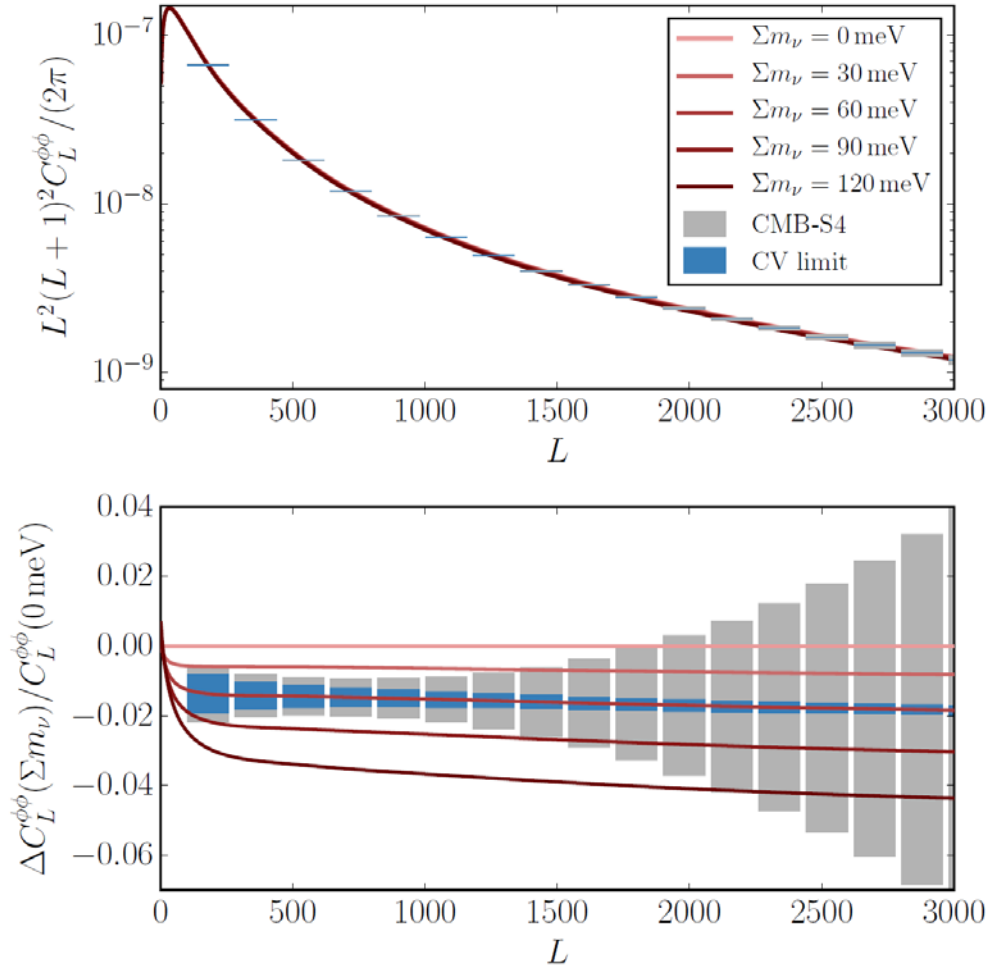 L²(L + 1)²C_L^{ϕϕ}/(2π)
10⁻⁷
10⁻⁸
10⁻⁹
Σm_ν = 0 meV
Σm_ν = 30 meV
Σm_ν = 60 meV
Σm_ν = 90 meV
Σm_ν = 120 meV
CMB-S4
CV limit
0 500 1000 1500 2000 2500 3000
L
ΔC_L^{ϕϕ}(Σm_ν)/C_L^{ϕϕ}(0 meV)
0.04
0.02
0.00
−0.02
−0.04
−0.06
0 500 1000 1500 2000 2500 3000
L